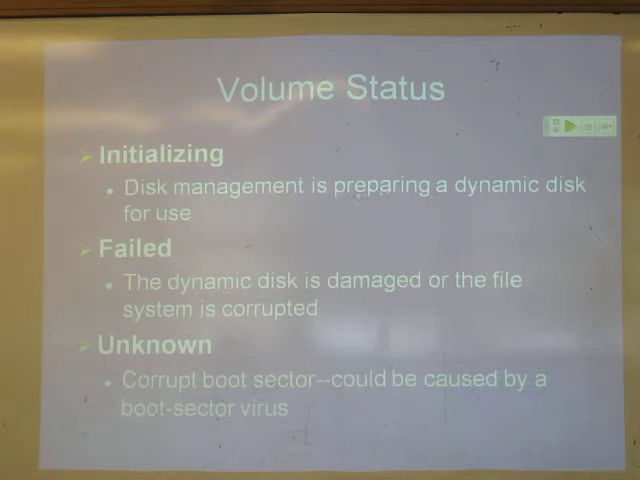 Volume Status
Initializing
Disk management is preparing a dynamic disk
for use
Failed
The dynamic disk is damaged or the file
system is corrupted
Unknown
Corrupt boot sector--could be caused by a
boot-sector virus